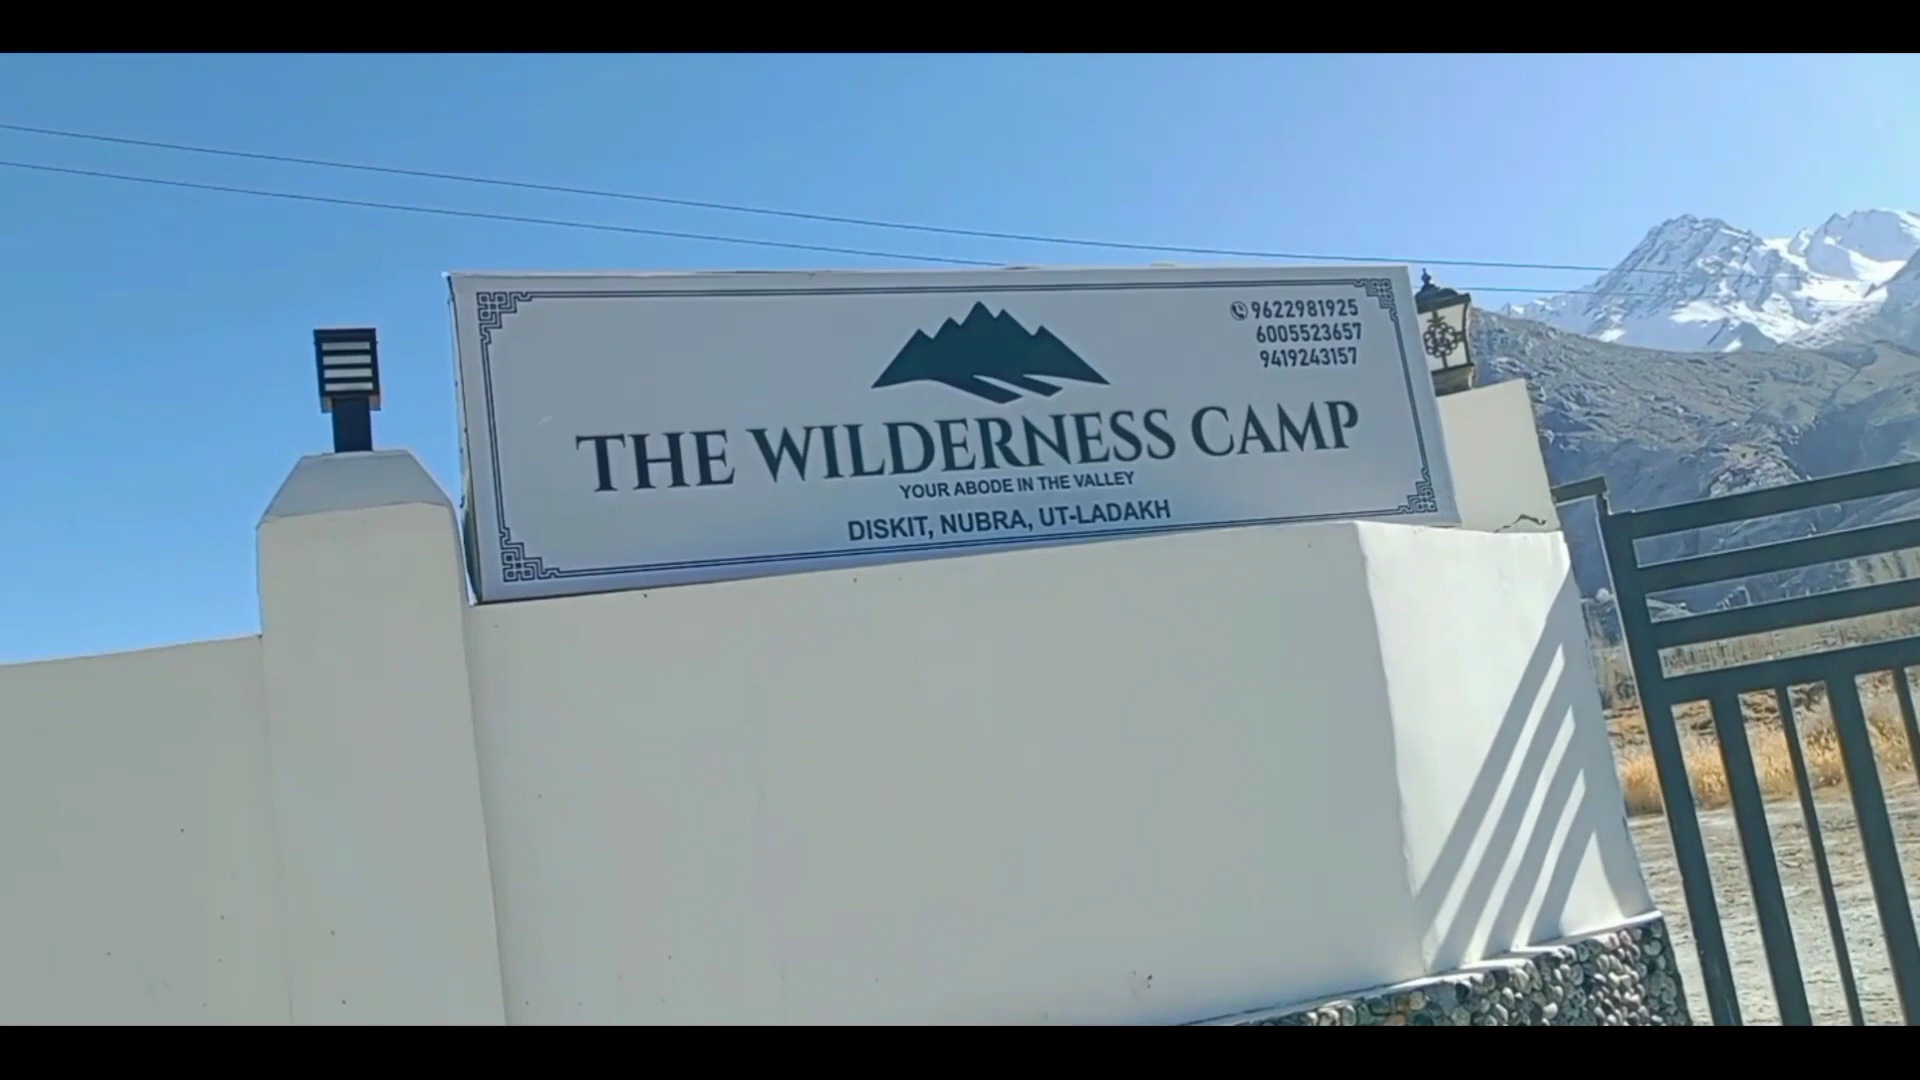 9622981925
6005523657
9419243157
THE WILDERNESS CAMP
YOUR ABODE IN THE VALLEY
DISKIT, NUBRA, UT-LADAKH